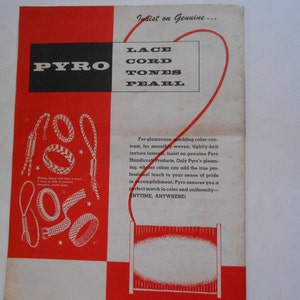 Insist on Genuine...
PYRO
LACE
CORD
TONES
PEARL
For glamorous, sparkling color-con-
trast, for smoothly-woven, tightly-knit
texture interest, insist on genuine Pyro
Handicraft Products. Only Pyro's gleam-
ing, vibrant colors can add the true pro-
fessional touch to your sense of pride
in accomplishment. Pyro assures you a
perfect match in color and uniformity—
ANYTIME, ANYWHERE!